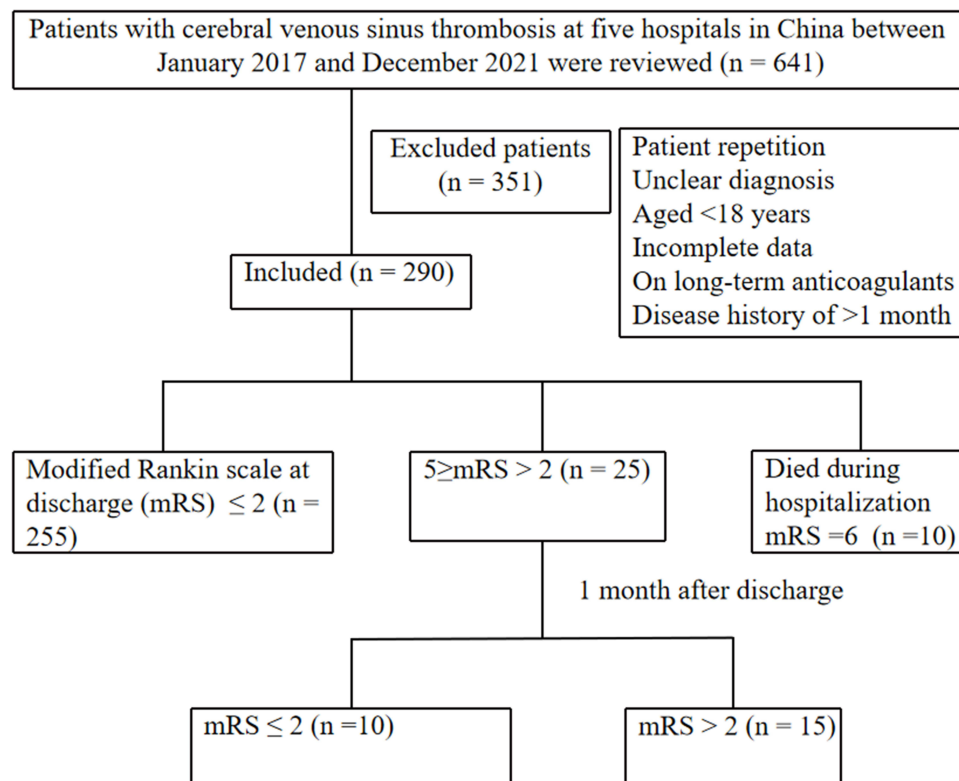 Patients with cerebral venous sinus thrombosis at five hospitals in China between
January 2017 and December 2021 were reviewed (n = 641)
Excluded patients
(n = 351)
Patient repetition
Unclear diagnosis
Aged <18 years
Incomplete data
On long-term anticoagulants
Disease history of >1 month
Included (n = 290)
Modified Rankin scale at
discharge (mRS) ≤ 2 (n =
255)
5≥mRS > 2 (n = 25)
Died during
hospitalization
mRS =6 (n =10)
1 month after discharge
mRS ≤ 2 (n =10)
mRS > 2 (n = 15)